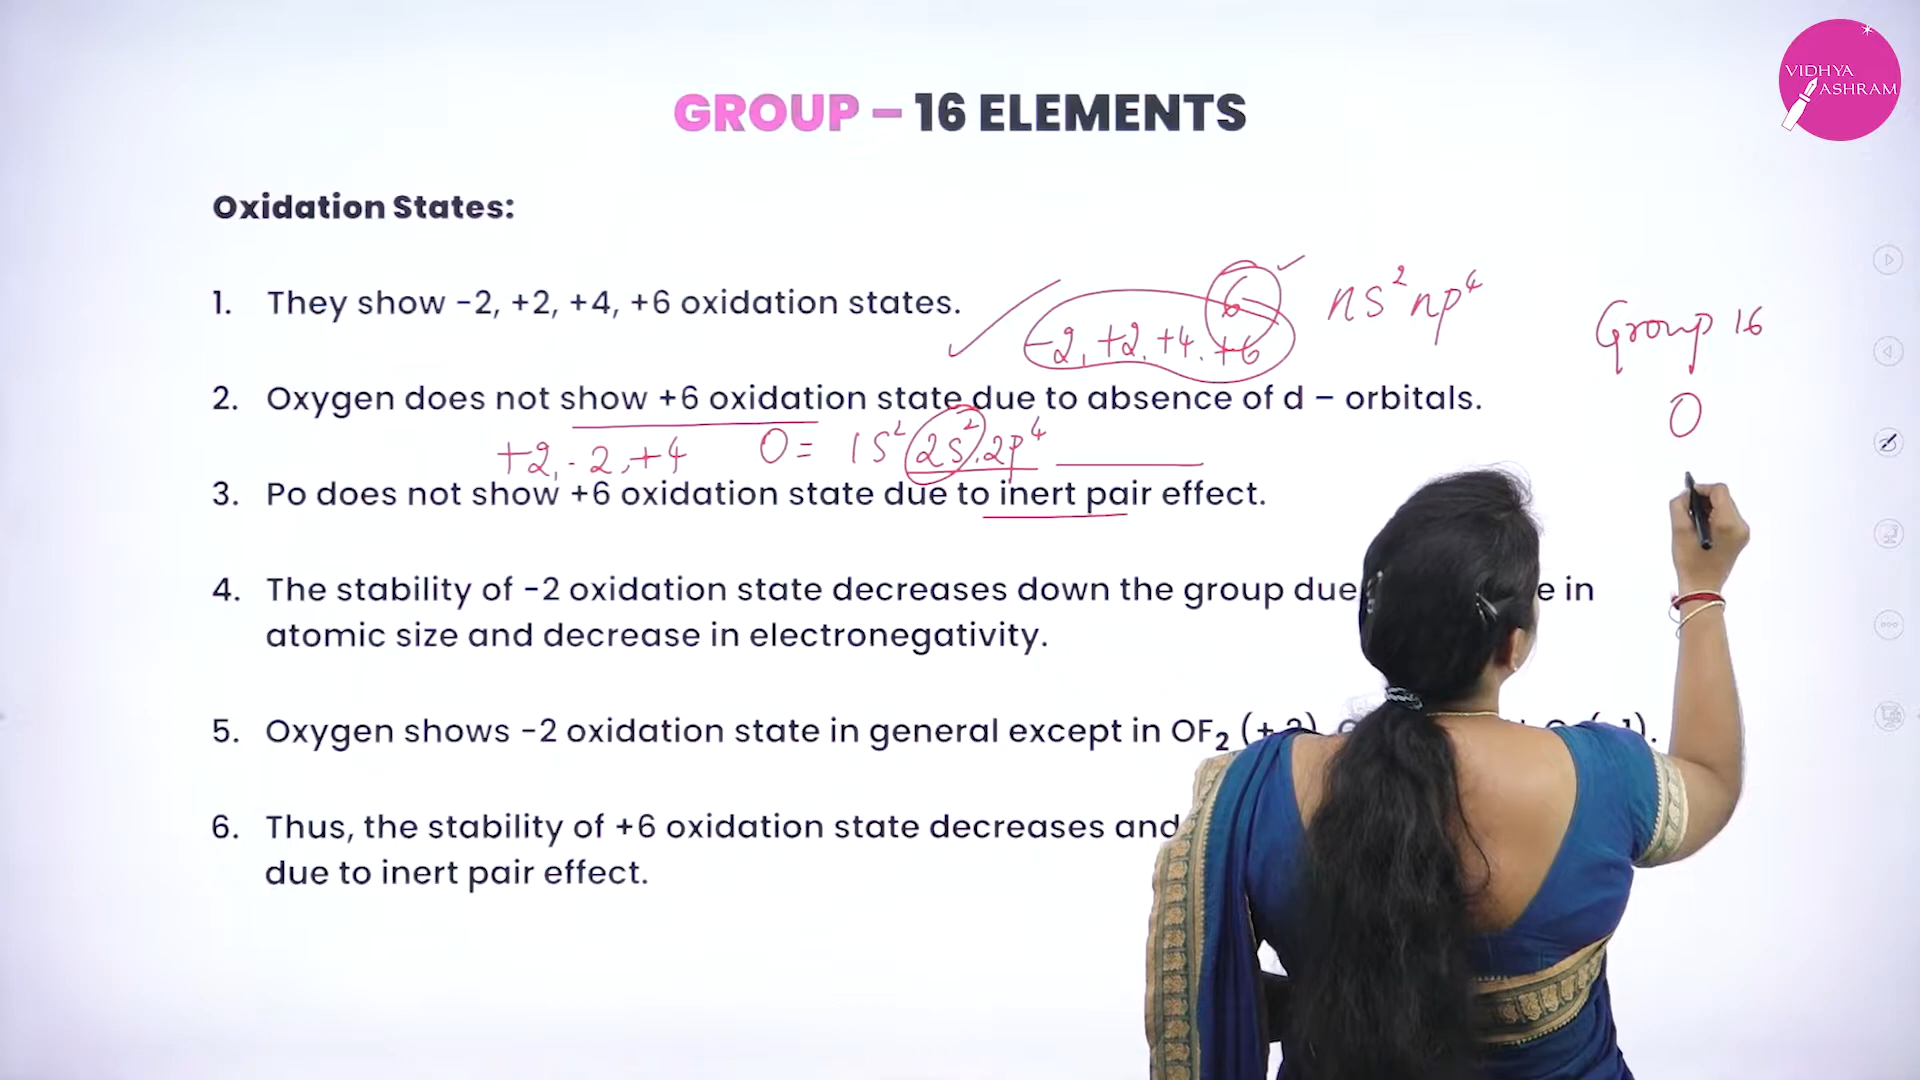 VIDHYA
ASHRAM
GROUP – 16 ELEMENTS
Oxidation States:
1. They show -2, +2, +4, +6 oxidation states.
6
-2, +2, +4, +6
ns² np⁴
Group 16
O
2. Oxygen does not show +6 oxidation state due to absence of d – orbitals.
+2, -2, +4 O = 1s² 2s² 2p⁴
3. Po does not show +6 oxidation state due to inert pair effect.
4. The stability of -2 oxidation state decreases down the group due in
atomic size and decrease in electronegativity.
5. Oxygen shows -2 oxidation state in general except in OF₂
6. Thus, the stability of +6 oxidation state decreases and
due to inert pair effect.